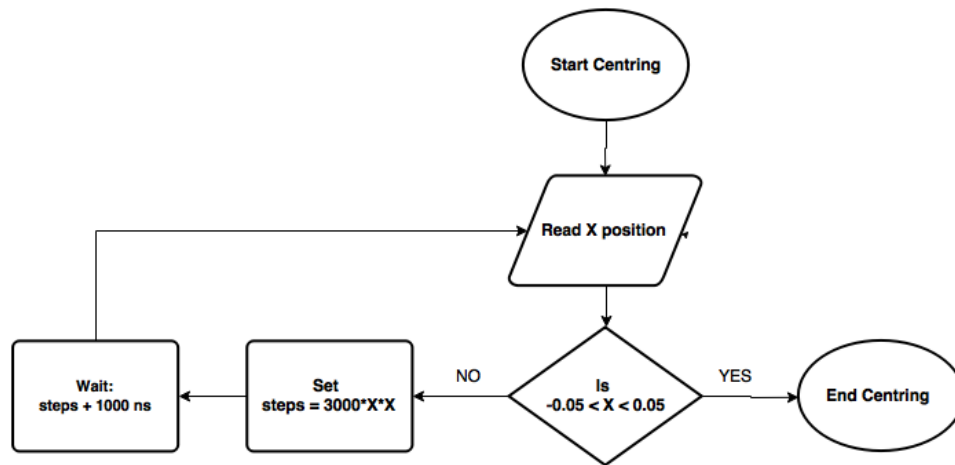 Start Centring
Read X position
Is
-0.05 < X < 0.05
NO
YES
Set
steps = 3000*X*X
Wait:
steps + 1000 ns
End Centring